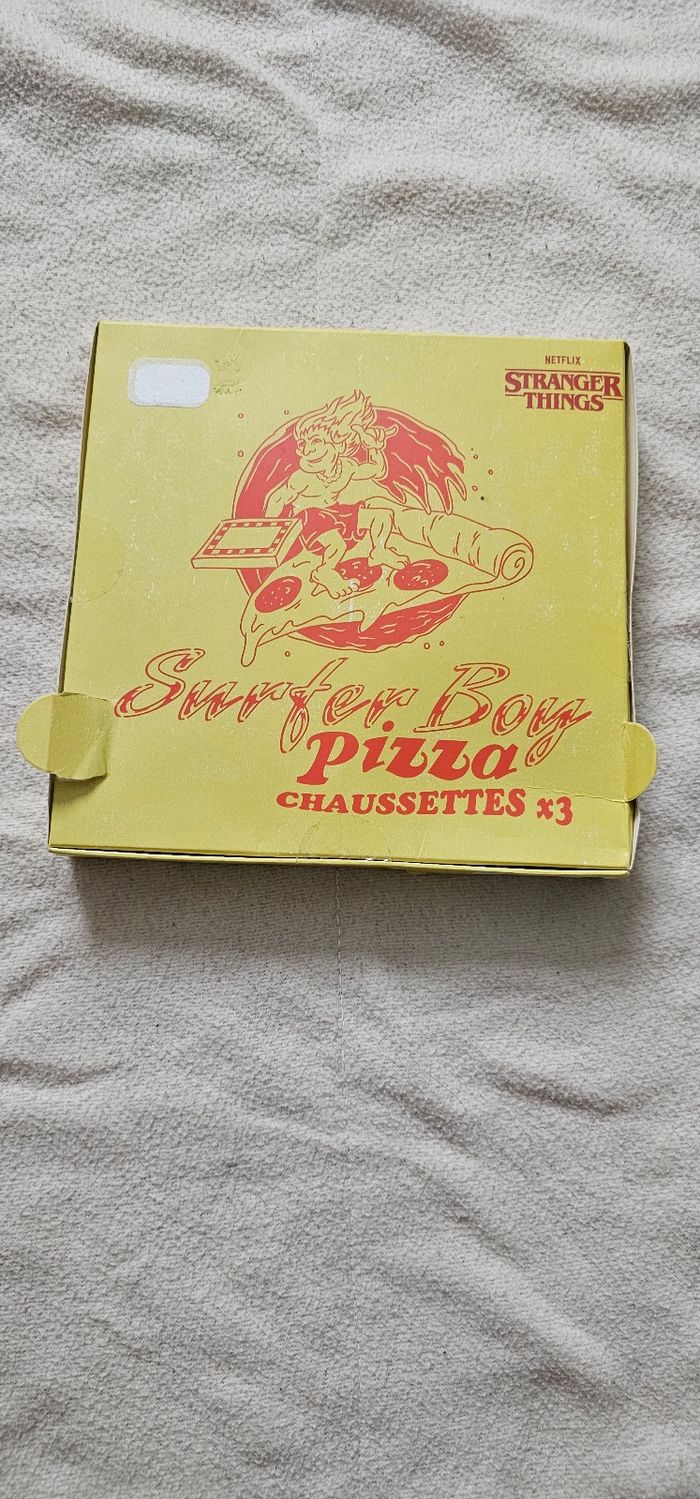 NETFLIX
STRANGER
THINGS
Surfer Boy
Pizza
CHAUSSETTES x3